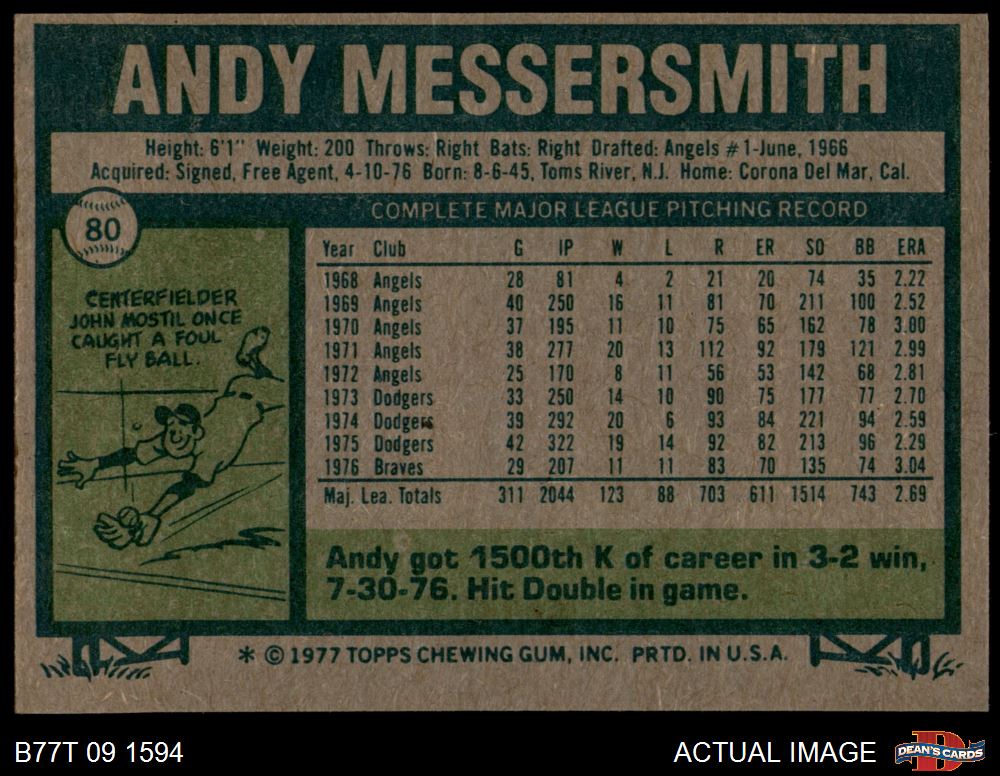 ANDY MESSERSMITH
Height: 6'1" Weight: 200 Throws: Right Bats: Right Drafted: Angels #1-June, 1966
Acquired: Signed, Free Agent, 4-10-76 Born: 8-6-45, Toms River, N.J. Home: Corona Del Mar, Cal.
80
COMPLETE MAJOR LEAGUE PITCHING RECORD
CENTERFIELDER
JOHN MOSTIL ONCE
CAUGHT A FOUL
FLY BALL.
Year Club G IP W L R ER SO BB ERA
1968 Angels 28 81 4 2 21 20 74 35 2.22
1969 Angels 40 250 16 11 81 70 211 100 2.52
1970 Angels 37 195 11 10 75 65 162 78 3.00
1971 Angels 38 277 20 13 112 92 179 121 2.99
1972 Angels 25 170 8 11 56 53 142 68 2.81
1973 Dodgers 33 250 14 10 90 75 177 77 2.70
1974 Dodgers 39 292 20 6 93 84 221 94 2.59
1975 Dodgers 42 322 19 14 92 82 213 96 2.29
1976 Braves 29 207 11 11 83 70 135 74 3.04
Maj. Lea. Totals 311 2044 123 88 703 611 1514 743 2.69
Andy got 1500th K of career in 3-2 win,
7-30-76. Hit Double in game.
* © 1977 TOPPS CHEWING GUM, INC. PRTD. IN U.S.A.
B77T 09 1594
ACTUAL IMAGE
D
DEAN'S CARDS